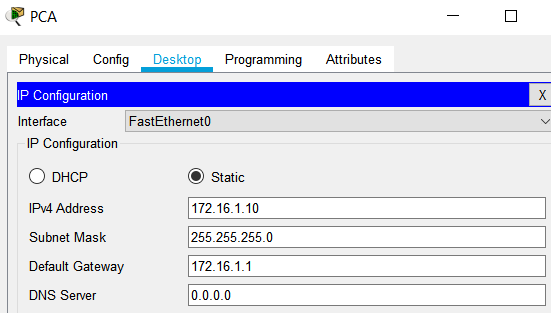 PCA
Physical Config Desktop Programming Attributes
IP Configuration X
Interface FastEthernet0
IP Configuration
DHCP Static
IPv4 Address 172.16.1.10
Subnet Mask 255.255.255.0
Default Gateway 172.16.1.1
DNS Server 0.0.0.0